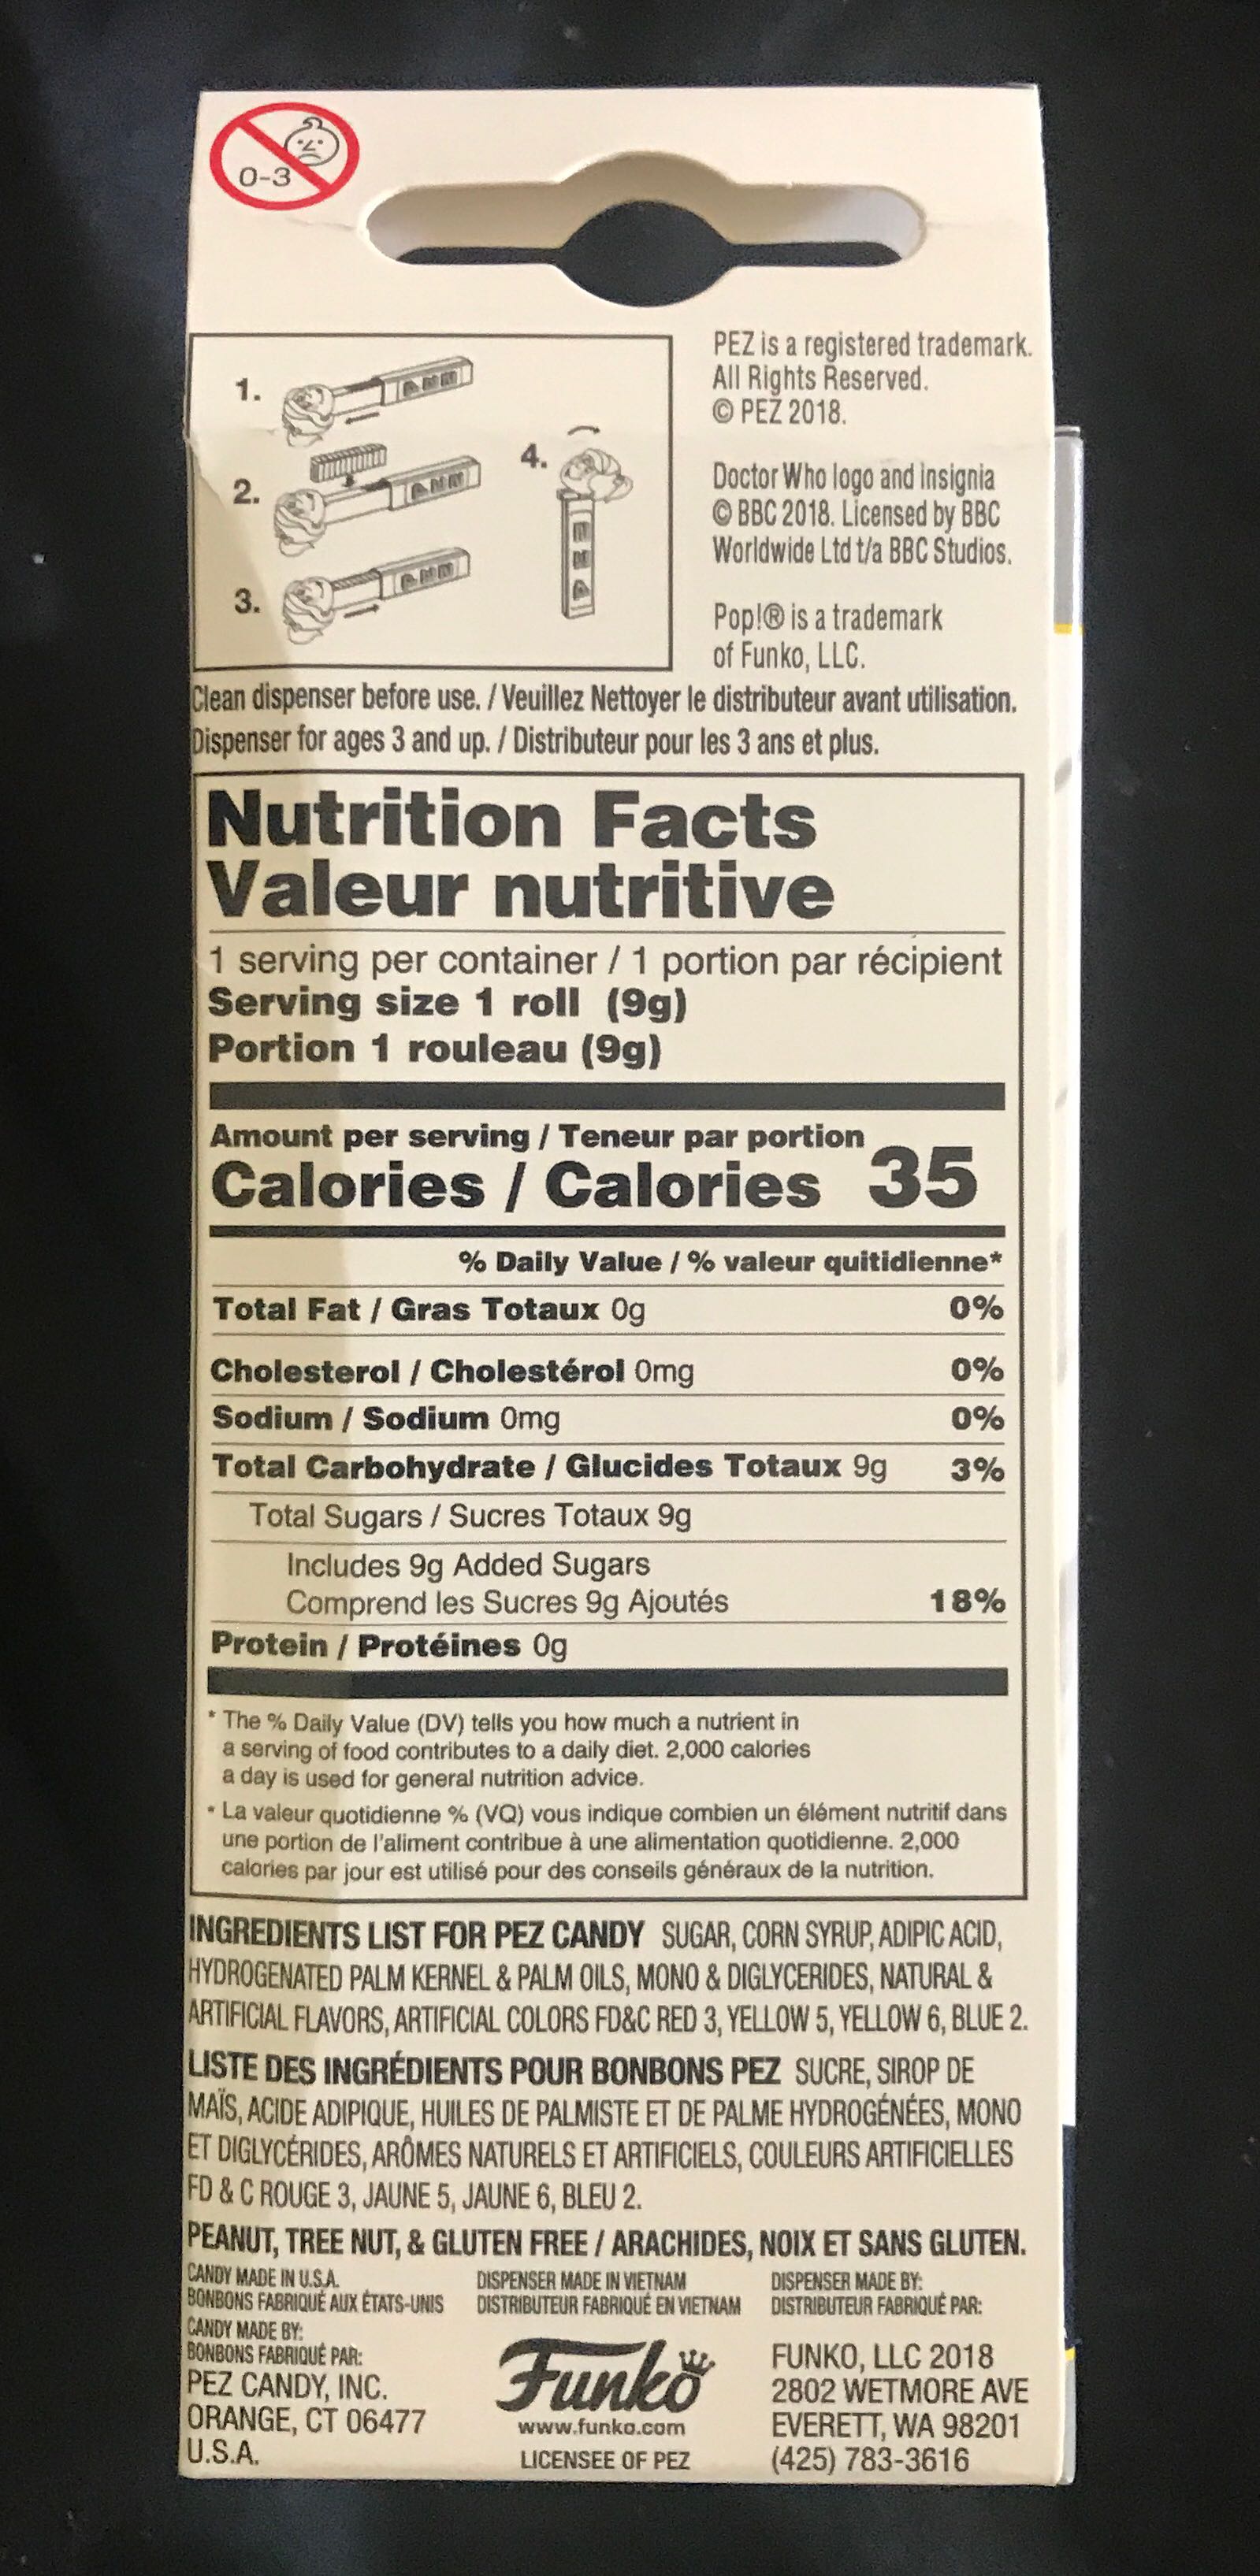 0-3
1.
2.
3.
4.
PEZ is a registered trademark.
All Rights Reserved.
© PEZ 2018.
Doctor Who logo and insignia
© BBC 2018. Licensed by BBC
Worldwide Ltd t/a BBC Studios.
Pop!® is a trademark
of Funko, LLC.
Clean dispenser before use. / Veuillez Nettoyer le distributeur avant utilisation.
Dispenser for ages 3 and up. / Distributeur pour les 3 ans et plus.
Nutrition Facts
Valeur nutritive
1 serving per container / 1 portion par récipient
Serving size 1 roll (9g)
Portion 1 rouleau (9g)
Amount per serving / Teneur par portion
Calories / Calories 35
% Daily Value / % valeur quitidienne*
Total Fat / Gras Totaux 0g 0%
Cholesterol / Cholestérol 0mg 0%
Sodium / Sodium 0mg 0%
Total Carbohydrate / Glucides Totaux 9g 3%
Total Sugars / Sucres Totaux 9g
Includes 9g Added Sugars
Comprend les Sucres 9g Ajoutés 18%
Protein / Protéines 0g
* The % Daily Value (DV) tells you how much a nutrient in
a serving of food contributes to a daily diet. 2,000 calories
a day is used for general nutrition advice.
* La valeur quotidienne % (VQ) vous indique combien un élément nutritif dans
une portion de l'aliment contribue à une alimentation quotidienne. 2,000
calories par jour est utilisé pour des conseils généraux de la nutrition.
INGREDIENTS LIST FOR PEZ CANDY SUGAR, CORN SYRUP, ADIPIC ACID,
HYDROGENATED PALM KERNEL & PALM OILS, MONO & DIGLYCERIDES, NATURAL &
ARTIFICIAL FLAVORS, ARTIFICIAL COLORS FD&C RED 3, YELLOW 5, YELLOW 6, BLUE 2.
LISTE DES INGRÉDIENTS POUR BONBONS PEZ SUCRE, SIROP DE
MAÏS, ACIDE ADIPIQUE, HUILES DE PALMISTE ET DE PALME HYDROGÉNÉES, MONO
ET DIGLYCÉRIDES, ARÔMES NATURELS ET ARTIFICIELS, COULEURS ARTIFICIELLES
FD & C ROUGE 3, JAUNE 5, JAUNE 6, BLEU 2.
PEANUT, TREE NUT, & GLUTEN FREE / ARACHIDES, NOIX ET SANS GLUTEN.
CANDY MADE IN U.S.A.
BONBONS FABRIQUÉ AUX ÉTATS-UNIS
CANDY MADE BY:
BONBONS FABRIQUÉ PAR:
PEZ CANDY, INC.
ORANGE, CT 06477
U.S.A.
DISPENSER MADE IN VIETNAM
DISTRIBUTEUR FABRIQUÉ EN VIETNAM
Funko
www.funko.com
LICENSEE OF PEZ
DISPENSER MADE BY:
DISTRIBUTEUR FABRIQUÉ PAR:
FUNKO, LLC 2018
2802 WETMORE AVE
EVERETT, WA 98201
(425) 783-3616